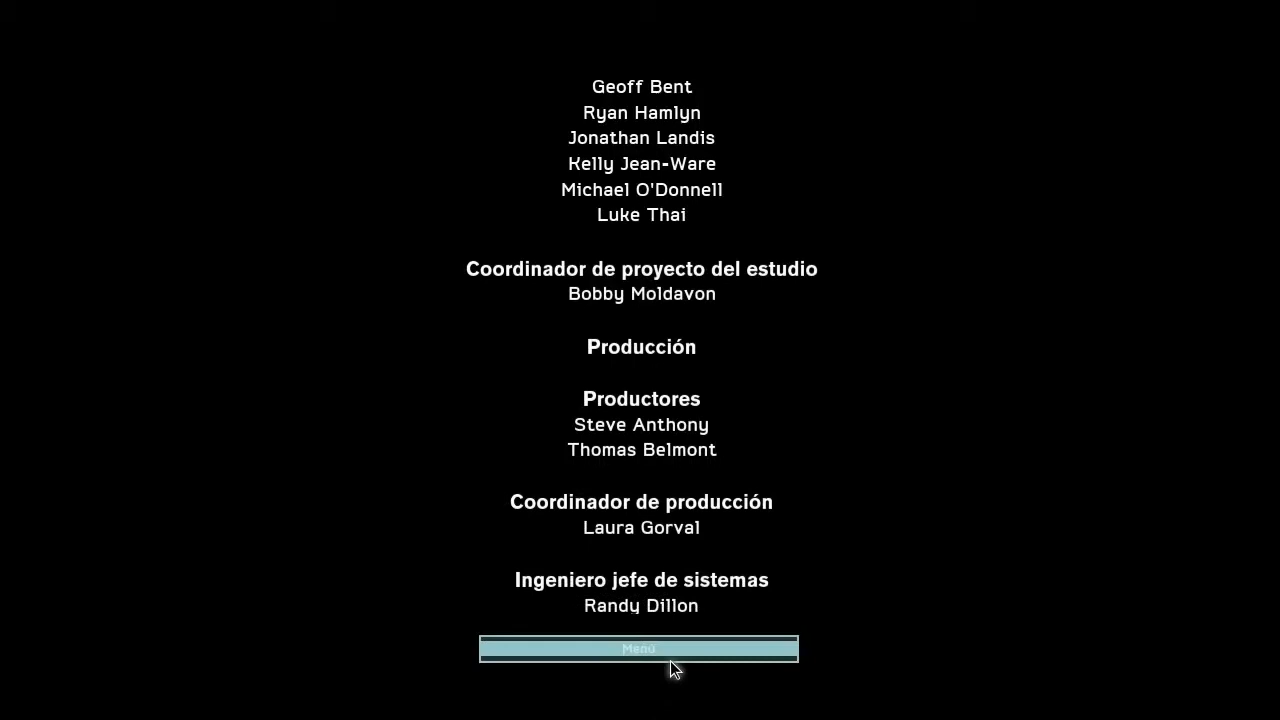 Geoff Bent
Ryan Hamlyn
Jonathan Landis
Kelly Jean-Ware
Michael O'Donnell
Luke Thai
Coordinador de proyecto del estudio
Bobby Moldavon
Producción
Productores
Steve Anthony
Thomas Belmont
Coordinador de producción
Laura Gorval
Ingeniero jefe de sistemas
Randy Dillon
Menú